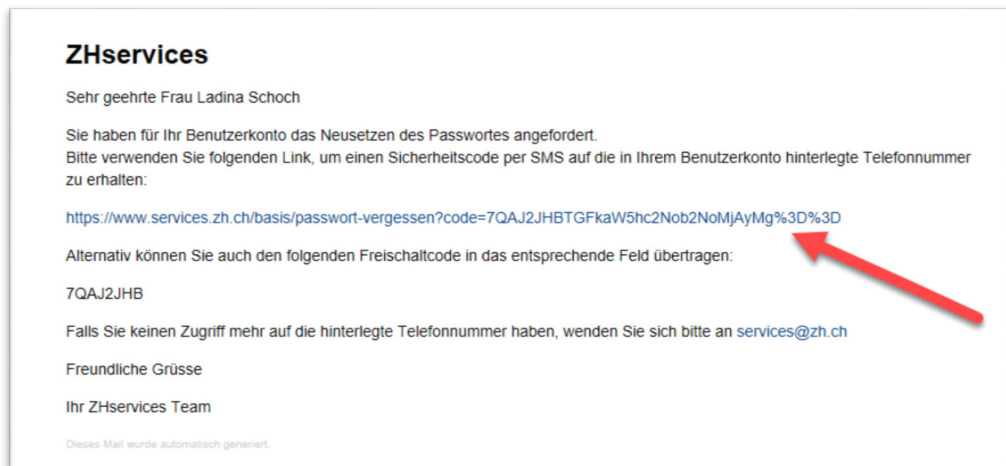 ZHservices
Sehr geehrte Frau Ladina Schoch
Sie haben für Ihr Benutzerkonto das Neusetzen des Passwortes angefordert.
Bitte verwenden Sie folgenden Link, um einen Sicherheitscode per SMS auf die in Ihrem Benutzerkonto hinterlegte Telefonnummer
zu erhalten:
https://www.services.zh.ch/basis/passwort-vergessen?code=7QAJ2JHBTGFkaW5hc2Nob2NoMjAyMg%3D%3D
Alternativ können Sie auch den folgenden Freischaltcode in das entsprechende Feld übertragen:
7QAJ2JHB
Falls Sie keinen Zugriff mehr auf die hinterlegte Telefonnummer haben, wenden Sie sich bitte an services@zh.ch
Freundliche Grüsse
Ihr ZHservices Team
Dieses Mail wurde automatisch generiert.